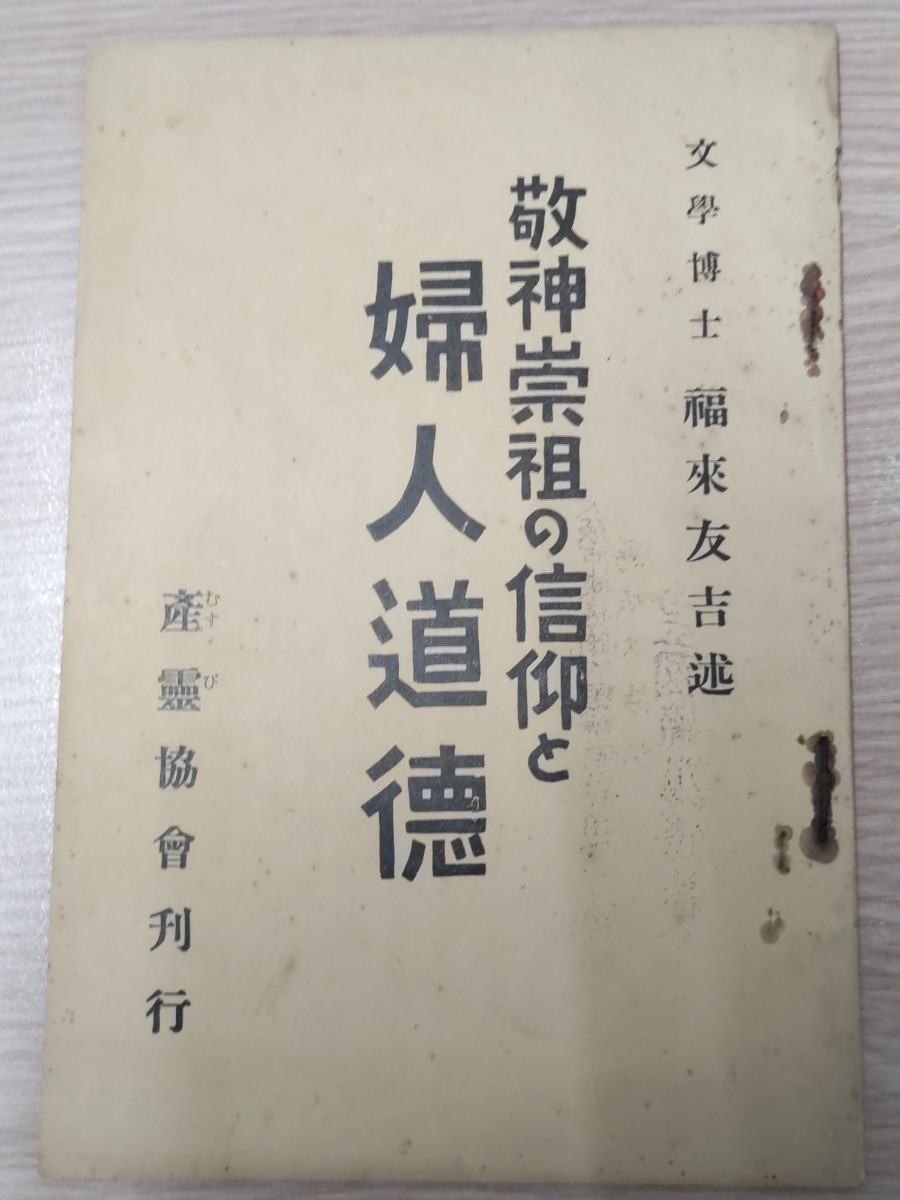 文學博士 福來友吉述
敬神崇祖の信仰と
婦人道德
產靈協會刊行
むすび